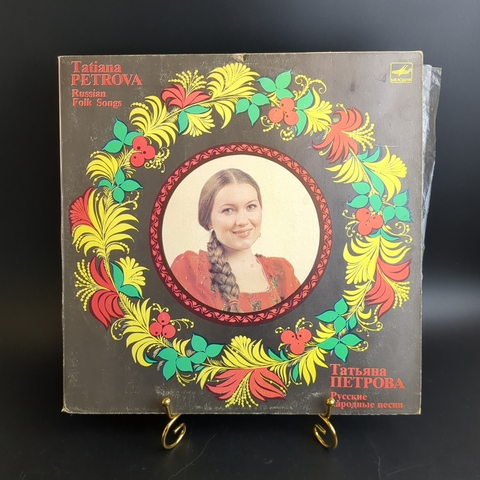 Tatiana
PETROVA
Russian
Folk Songs
Татьяна
ПЕТРОВА
Русские
народные песни